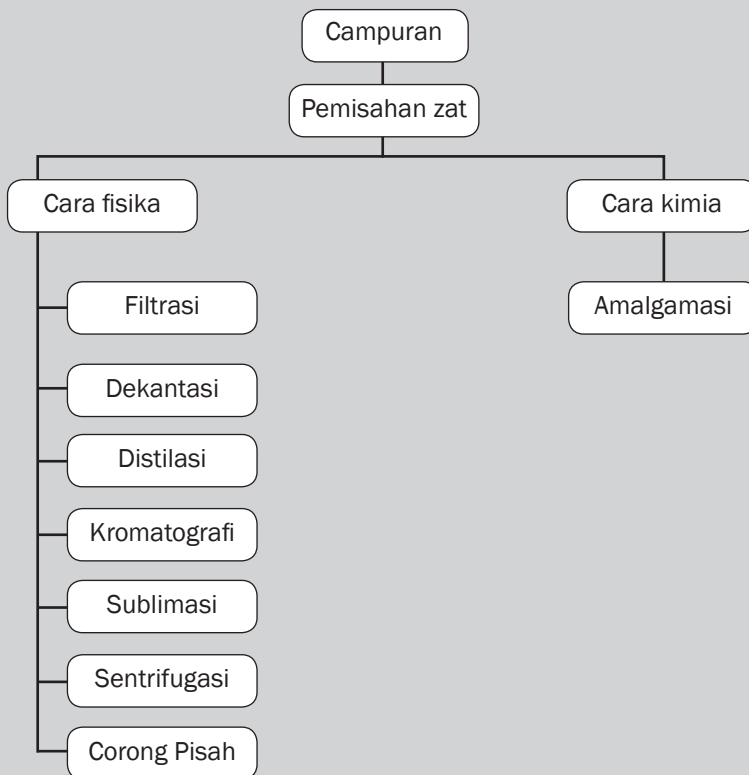 Campuran
Pemisahan zat
Cara fisika
Cara kimia
Filtrasi
Amalgamasi
Dekantasi
Distilasi
Kromatografi
Sublimasi
Sentrifugasi
Corong Pisah